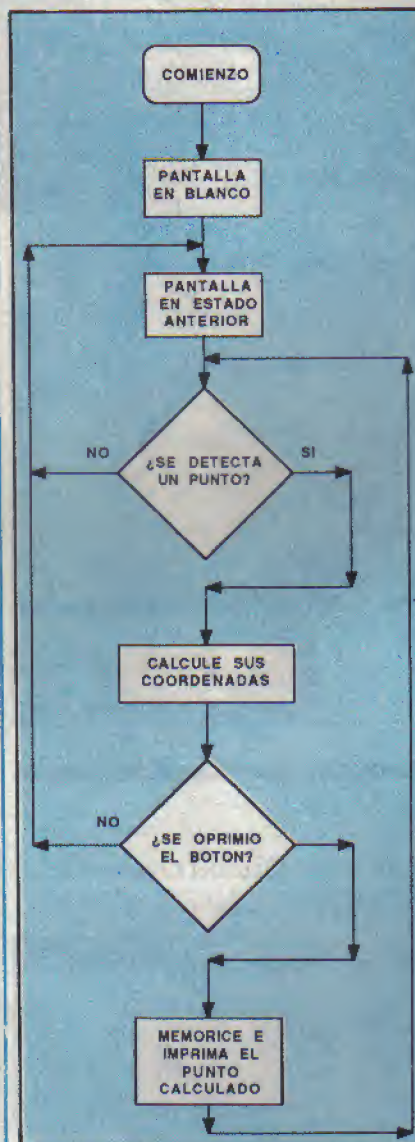 COMIENZO
PANTALLA
EN BLANCO
PANTALLA
EN ESTADO
ANTERIOR
NO
¿SE DETECTA
UN PUNTO?
SI
CALCULE SUS
COORDENADAS
NO
¿SE OPRIMIO
EL BOTON?
MEMORICE E
IMPRIMA EL
PUNTO
CALCULADO